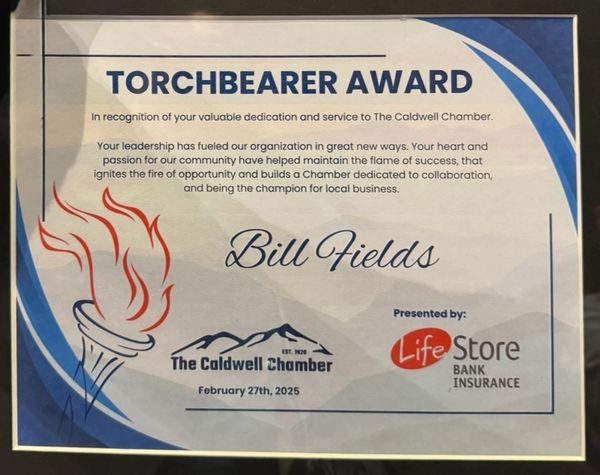 TORCHBEARER AWARD
In recognition of your valuable dedication and service to The Caldwell Chamber.
Your leadership has fueled our organization in great new ways. Your heart and
passion for our community have helped maintain the flame of success, that
ignites the fire of opportunity and builds a Chamber dedicated to collaboration,
and being the champion for local business.
Bill Fields
Presented by:
EST. 1920
The Caldwell Chamber
February 27th, 2025
Life Store
BANK
INSURANCE